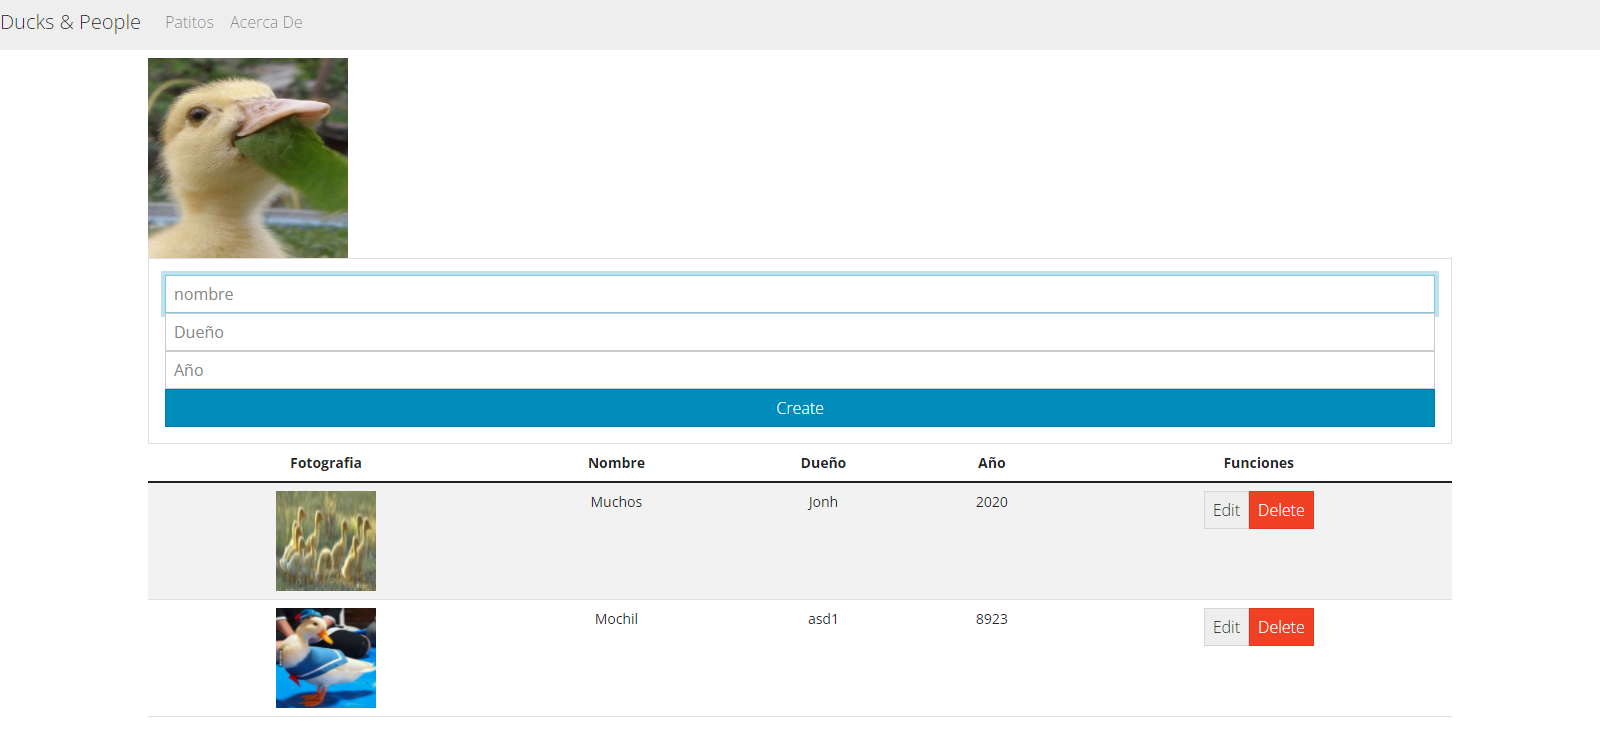 Ducks & People Patitos Acerca De
nombre
Dueño
Año
Create
Fotografia Nombre Dueño Año Funciones
Muchos Jonh 2020 Edit Delete
Mochil asd1 8923 Edit Delete